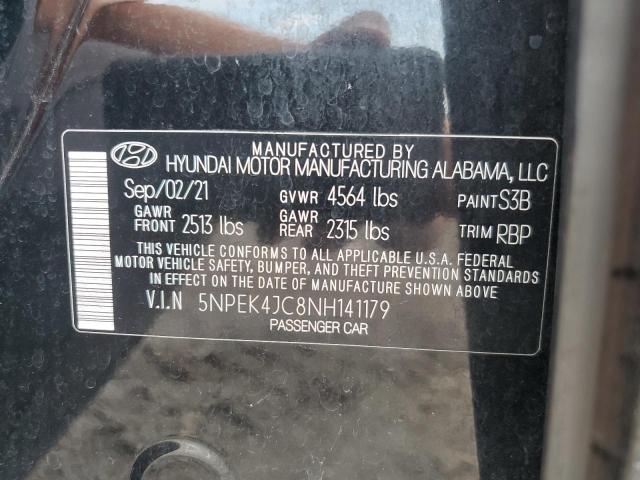 MANUFACTURED BY
HYUNDAI MOTOR MANUFACTURING ALABAMA, LLC
Sep/02/21 GVWR 4564 lbs PAINT S3B
GAWR FRONT 2513 lbs GAWR REAR 2315 lbs TRIM RBP
THIS VEHICLE CONFORMS TO ALL APPLICABLE U.S.A. FEDERAL
MOTOR VEHICLE SAFETY, BUMPER, AND THEFT PREVENTION STANDARDS
IN EFFECT ON THE DATE OF MANUFACTURE SHOWN ABOVE.
V.I.N 5NPEK4JC8NH141179
PASSENGER CAR